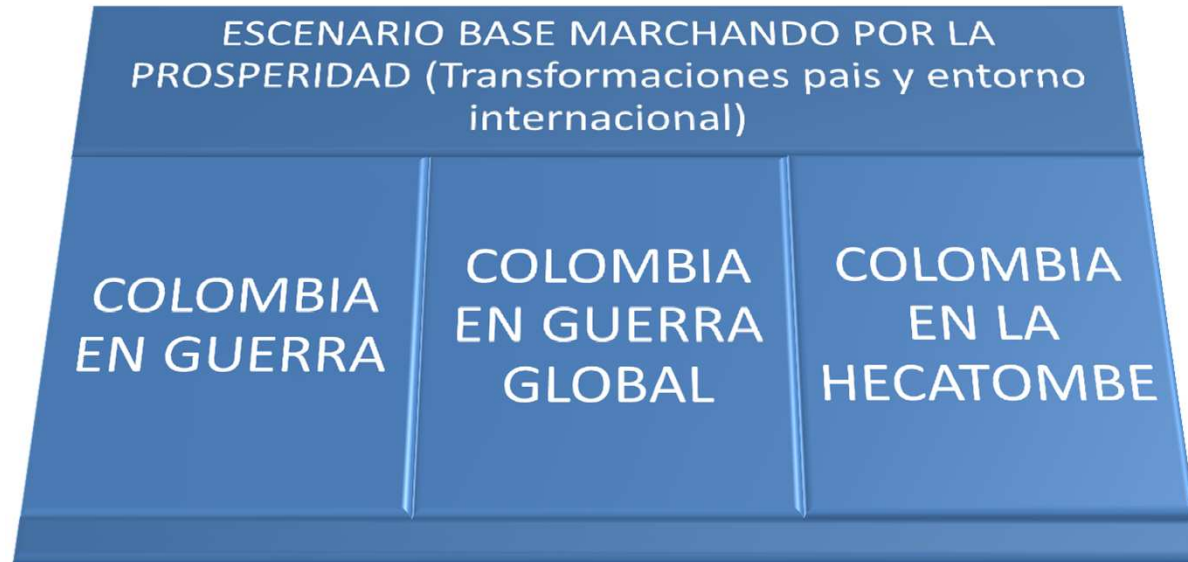 ESCENARIO BASE MARCHANDO POR LA
PROSPERIDAD (Transformaciones pais y entorno
internacional)
COLOMBIA
EN GUERRA
COLOMBIA
EN GUERRA
GLOBAL
COLOMBIA
EN LA
HECATOMBE